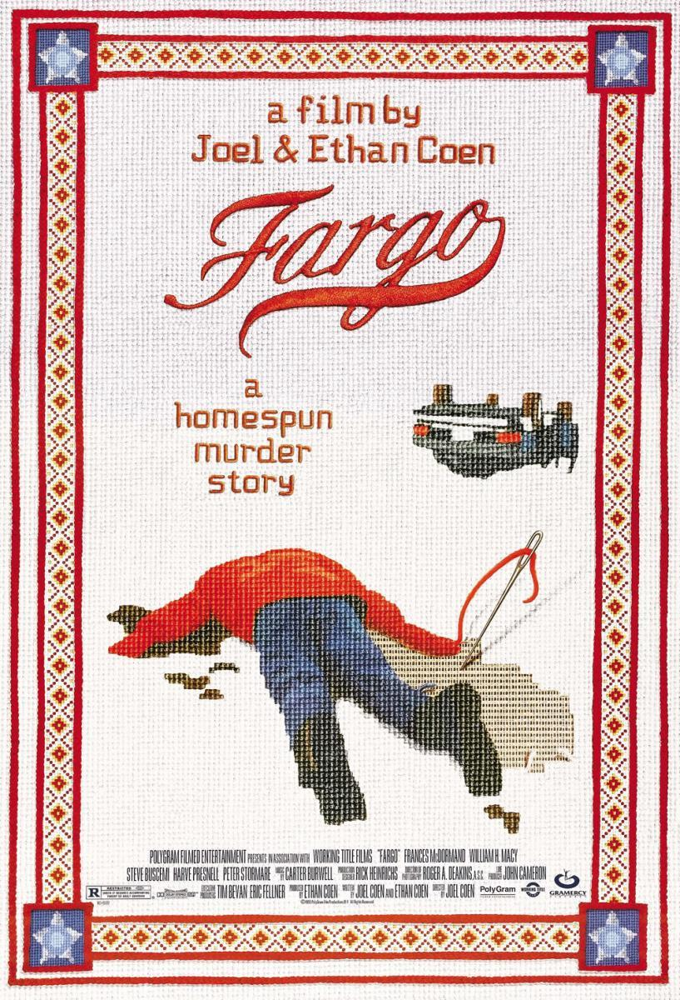 a film by
Joel & Ethan Coen
Fargo
a
homespun
murder
story
POLYGRAM FILMED ENTERTAINMENT PRESENTS IN ASSOCIATION WITH WORKING TITLE FILMS "FARGO" FRANCES McDORMAND WILLIAM H. MACY
STEVE BUSCEMI HARVE PRESNELL PETER STORMARE MUSIC BY CARTER BURWELL PRODUCTION DESIGNER RICK HEINRICHS DIRECTOR OF PHOTOGRAPHY ROGER A. DEAKINS, A.S.C. LINE PRODUCER JOHN CAMERON
EXECUTIVE PRODUCERS TIM BEVAN ERIC FELLNER PRODUCED BY ETHAN COEN WRITTEN BY JOEL COEN AND ETHAN COEN DIRECTED BY JOEL COEN
R RESTRICTED
DOLBY STEREO
PolyGram
WORKING TITLE
GRAMERCY